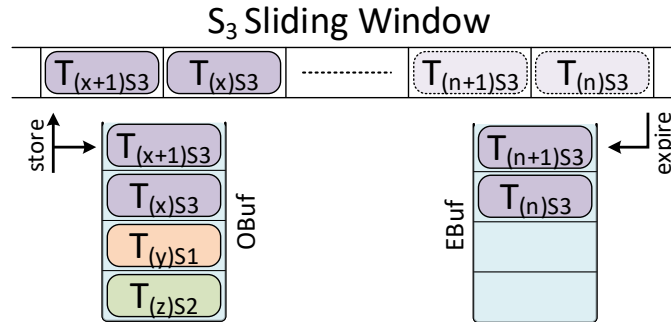 S3 Sliding Window
T(x+1)S3 T(x)S3 T(n+1)S3 T(n)S3
store
T(x+1)S3
T(x)S3
T(y)S1
T(z)S2
OBuf
EBuf
T(n+1)S3
T(n)S3
expire